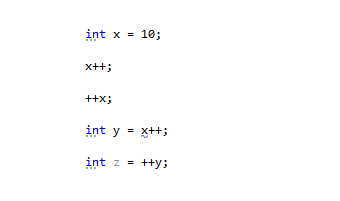 int x = 10;
x++;
++x;
int y = x++;
int z = ++y;